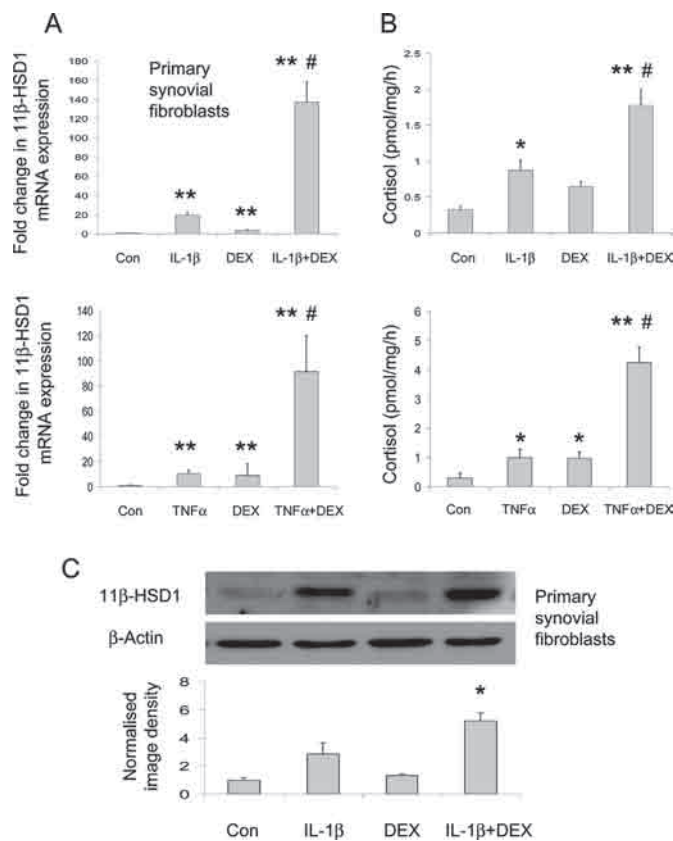 A
Fold change in 11β-HSD1
mRNA expression
180
160
140
120
100
80
60
40
20
0
Primary
synovial
fibroblasts
**
**
** #
Con IL-1β DEX IL-1β+DEX
B
Cortisol (pmol/mg/h)
2.5
2
1.5
1
0.5
0
*
** #
Con IL-1β DEX IL-1β+DEX
Fold change in 11β-HSD1
mRNA expression
140
120
100
80
60
40
20
0
**
**
** #
Con TNFα DEX TNFα+DEX
Cortisol (pmol/mg/h)
6
5
4
3
2
1
0
*
*
** #
Con TNFα DEX TNFα+DEX
C
11β-HSD1
β-Actin
Primary
synovial
fibroblasts
Normalised
image density
8
6
4
2
0
*
Con IL-1β DEX IL-1β+DEX